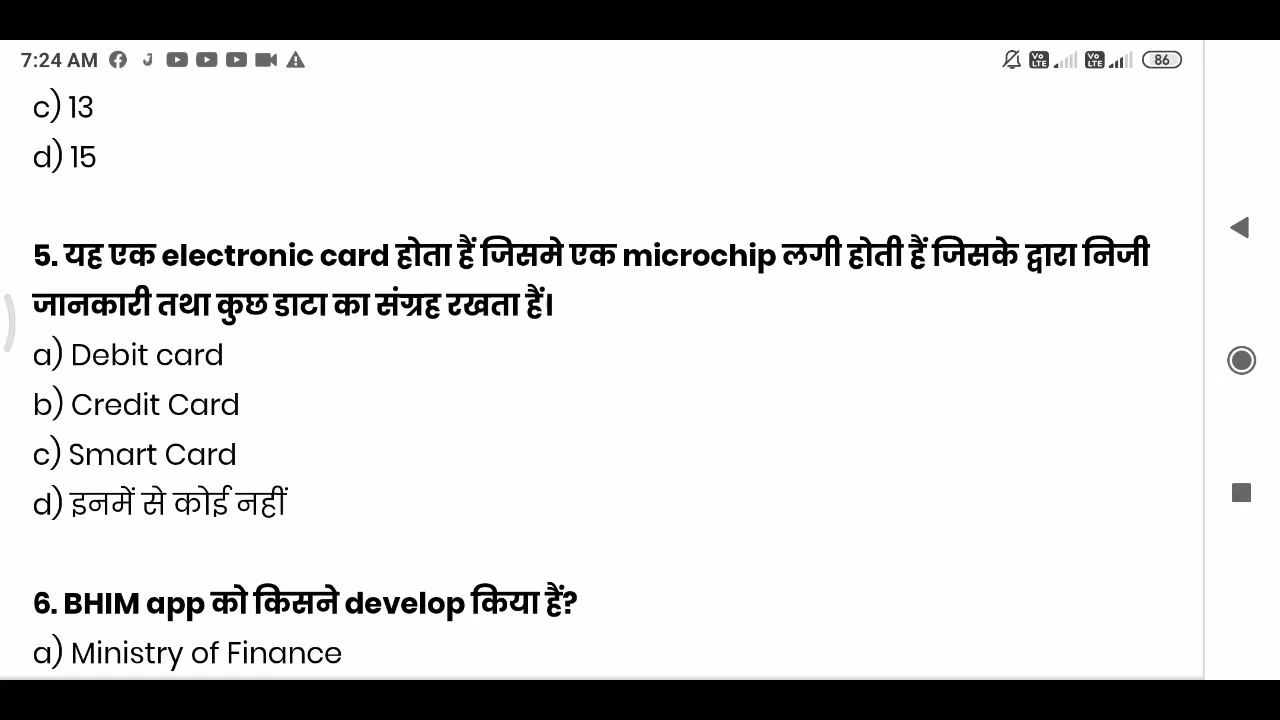 7:24 AM
86
c) 13
d) 15
5. यह एक electronic card होता हैं जिसमे एक microchip लगी होती हैं जिसके द्वारा निजी
जानकारी तथा कुछ डाटा का संग्रह रखता हैं।
a) Debit card
b) Credit Card
c) Smart Card
d) इनमें से कोई नहीं
6. BHIM app को किसने develop किया हैं?
a) Ministry of Finance